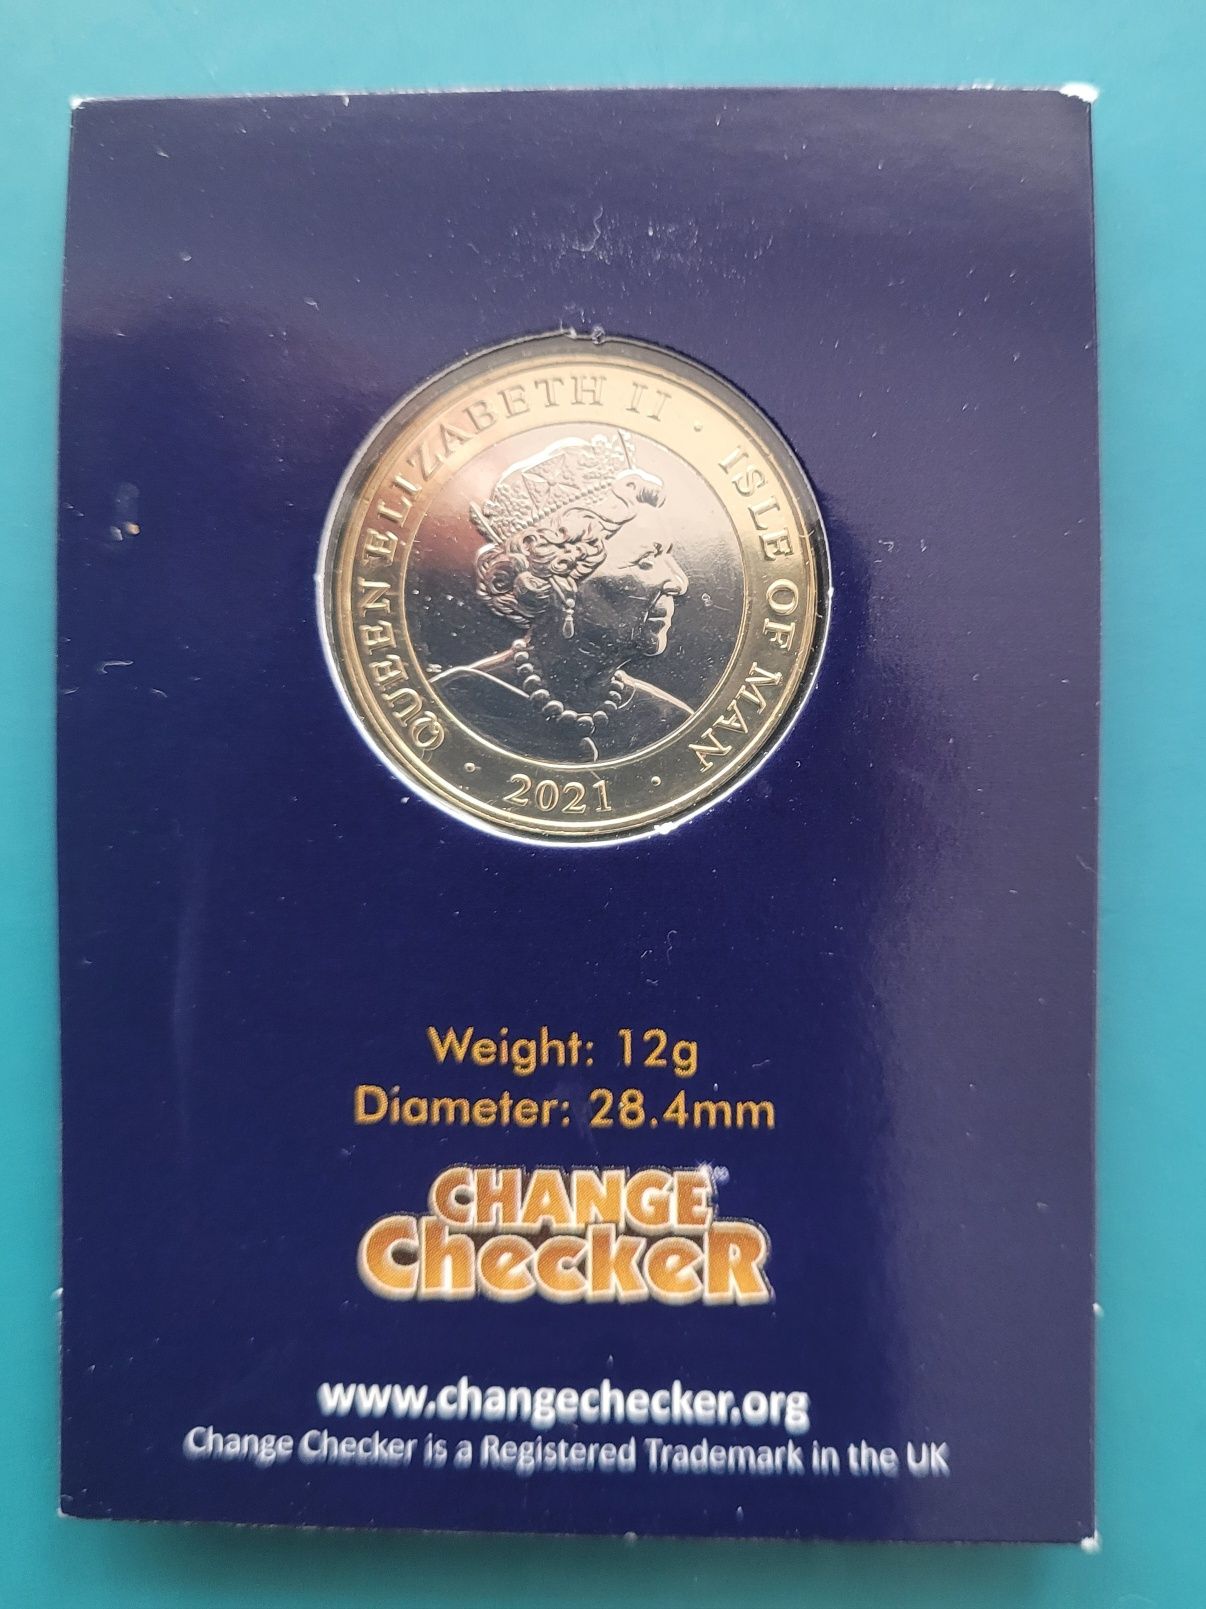 QUEEN ELIZABETH II · ISLE OF MAN · 2021 ·
Weight: 12g
Diameter: 28.4mm
CHANGE
CheckeR
www.changechecker.org
Change Checker is a Registered Trademark in the UK